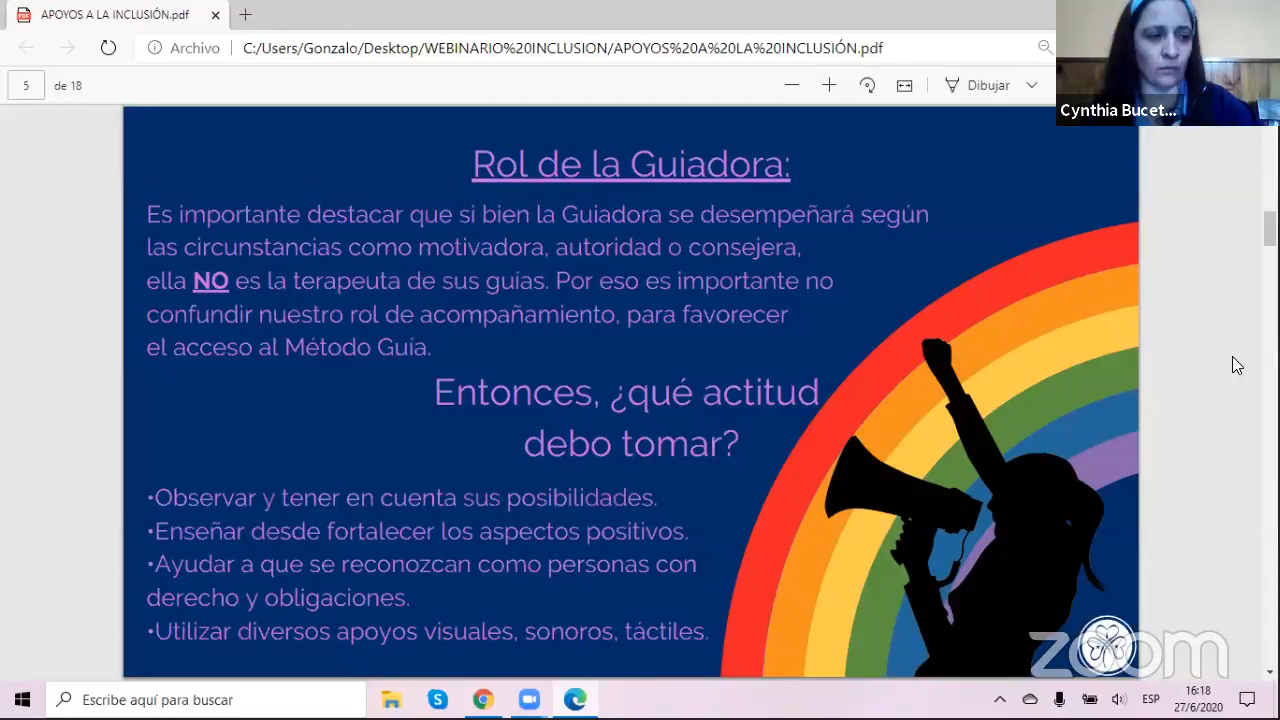 APOYOS A LA INCLUSIÓN.pdf
Archivo
C:/Users/Gonzalo/Desktop/WEBINARIO%20INCLUSION/APOYOS%20A%20LA%20INCLUSIÓN.pdf
5 de 18
Dibujar
Cynthia Bucet...
Rol de la Guiadora:
Es importante destacar que si bien la Guiadora se desempeñará según
las circunstancias como motivadora, autoridad o consejera,
ella NO es la terapeuta de sus guías. Por eso es importante no
confundir nuestro rol de acompañamiento, para favorecer
el acceso al Método Guía.
Entonces, ¿qué actitud
debo tomar?
•Observar y tener en cuenta sus posibilidades.
•Enseñar desde fortalecer los aspectos positivos.
•Ayudar a que se reconozcan como personas con
derecho y obligaciones.
•Utilizar diversos apoyos visuales, sonoros, táctiles.
zoom
Escribe aquí para buscar
ESP
16:18
27/6/2020